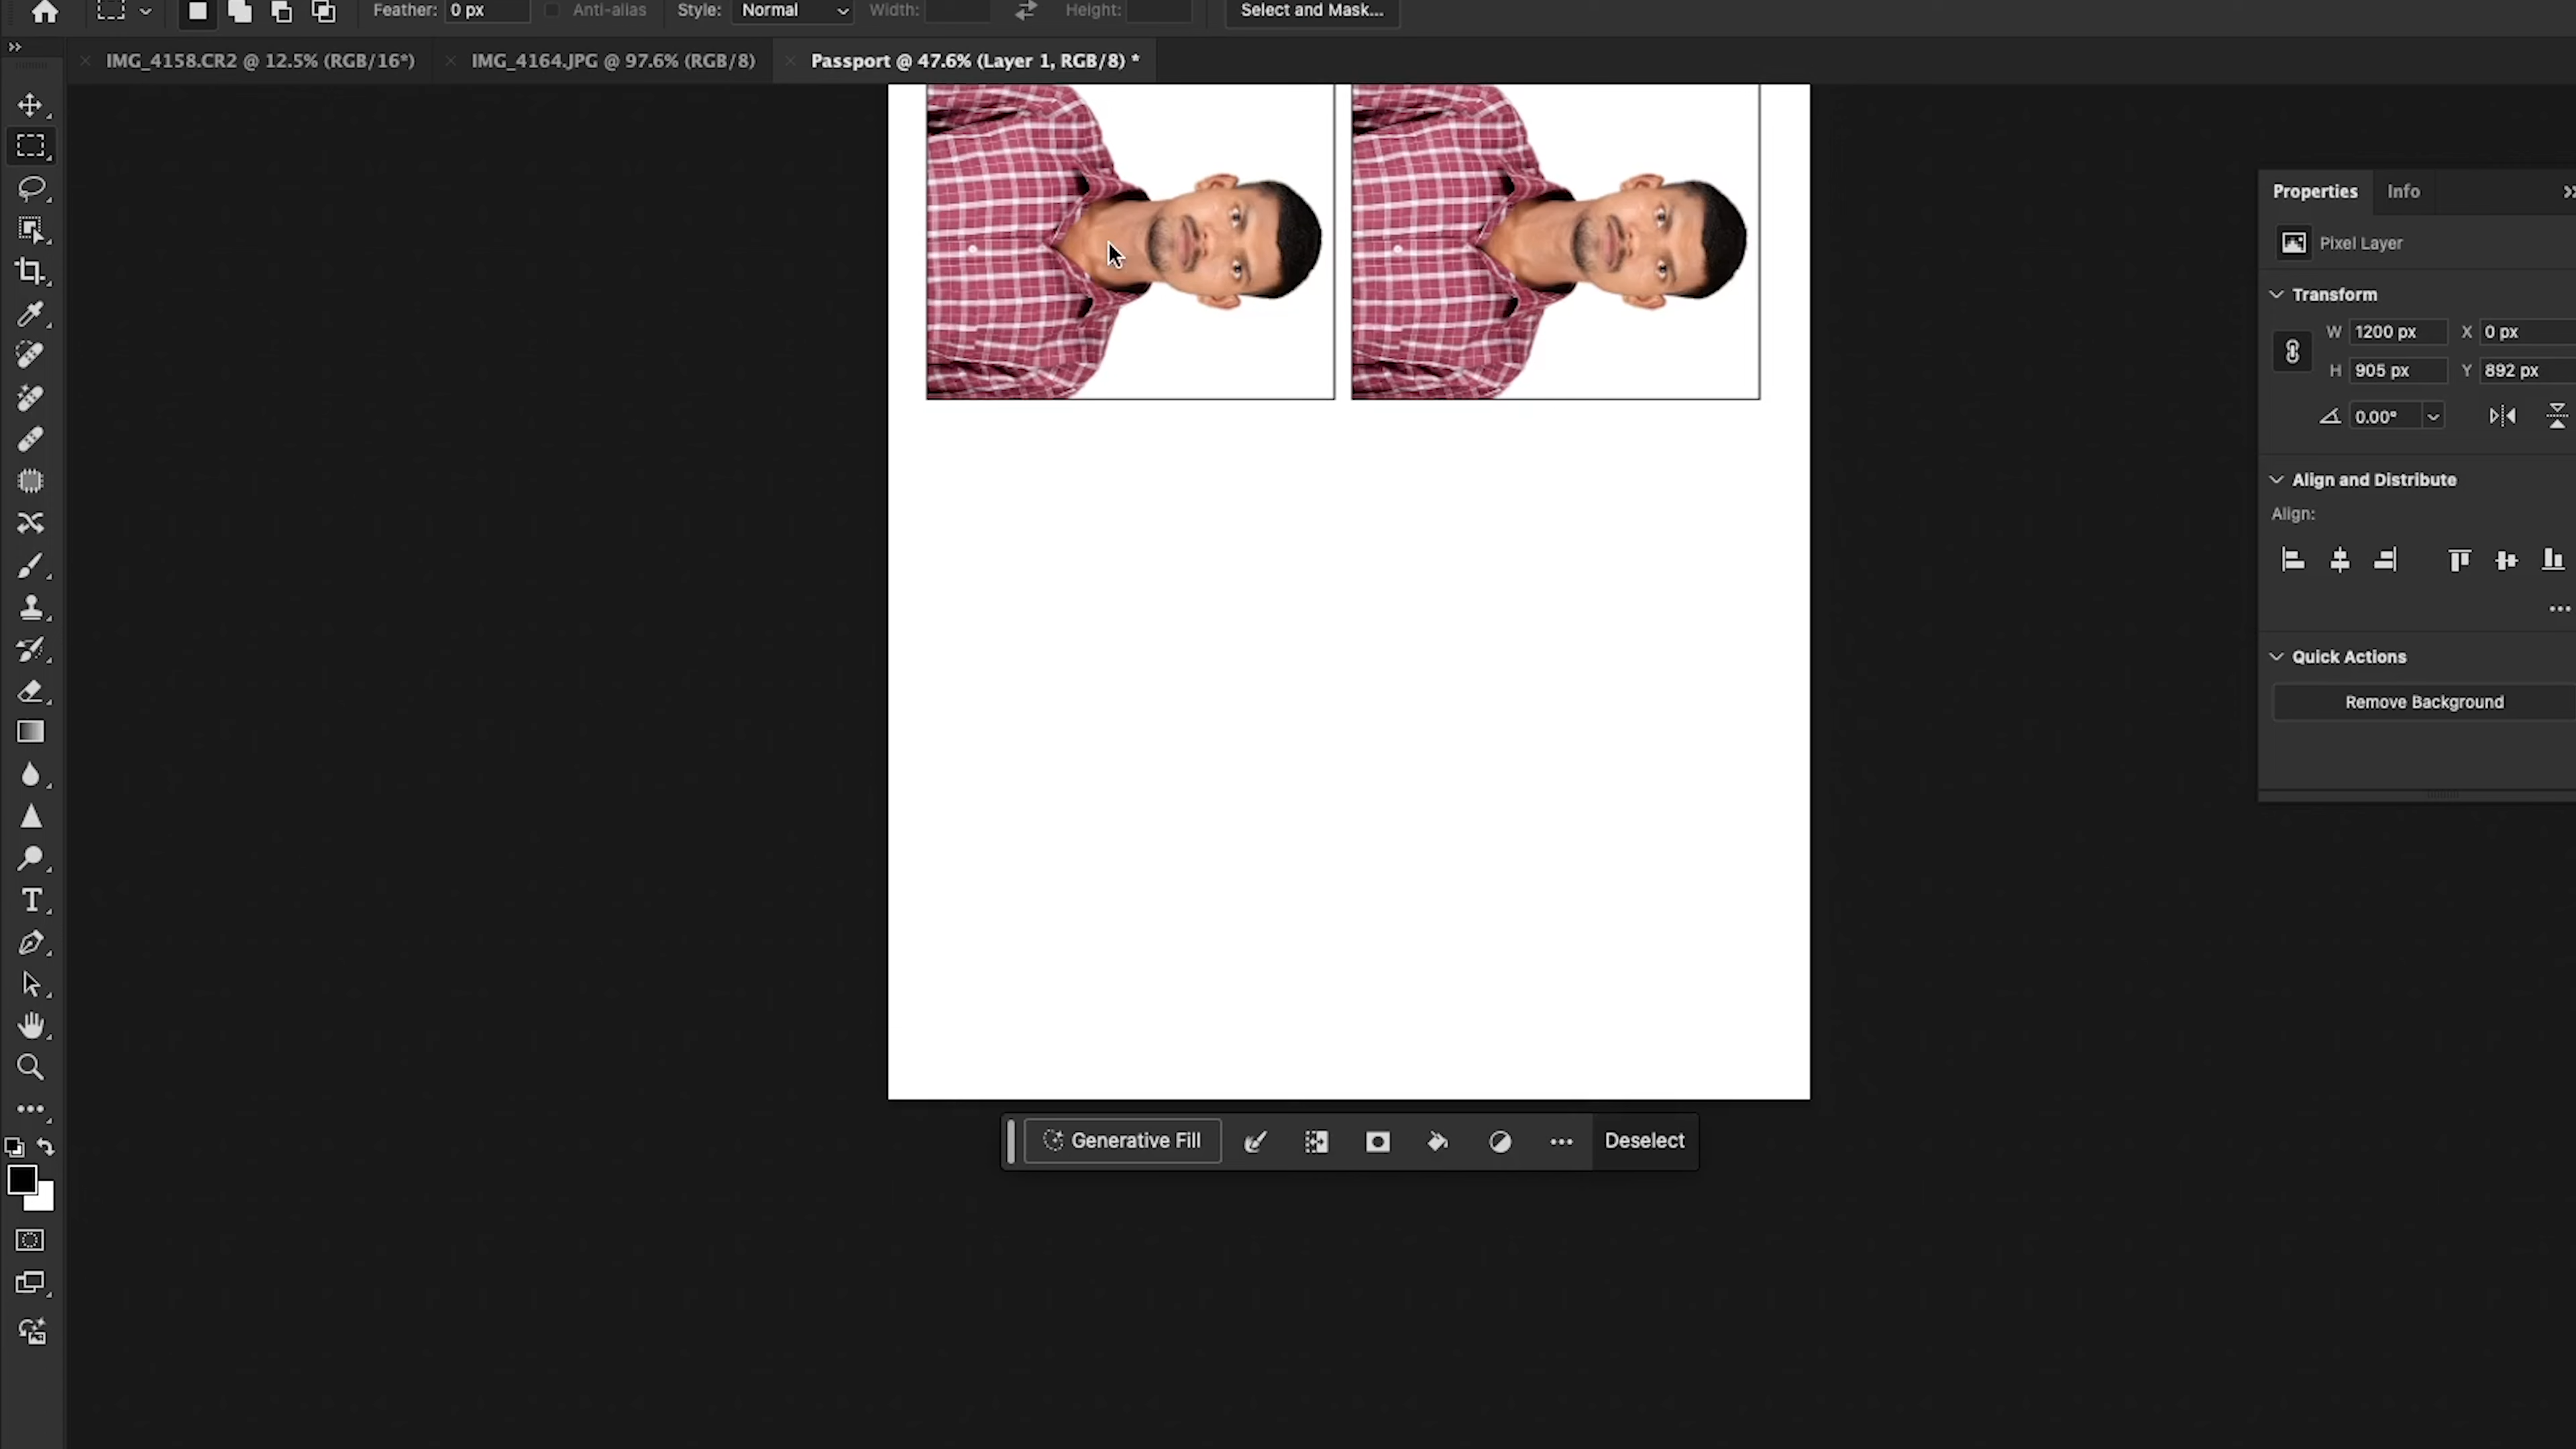 Feather: 0 px Anti-alias Style: Normal Width: Height: Select and Mask...
IMG_4158.CR2 @ 12.5% (RGB/16*) IMG_4164.JPG @ 97.6% (RGB/8) Passport @ 47.6% (Layer 1, RGB/8) *
Properties Info
Pixel Layer
Transform
W 1200 px X 0 px
H 905 px Y 892 px
0.00°
Align and Distribute
Align:
Quick Actions
Remove Background
Generative Fill Deselect